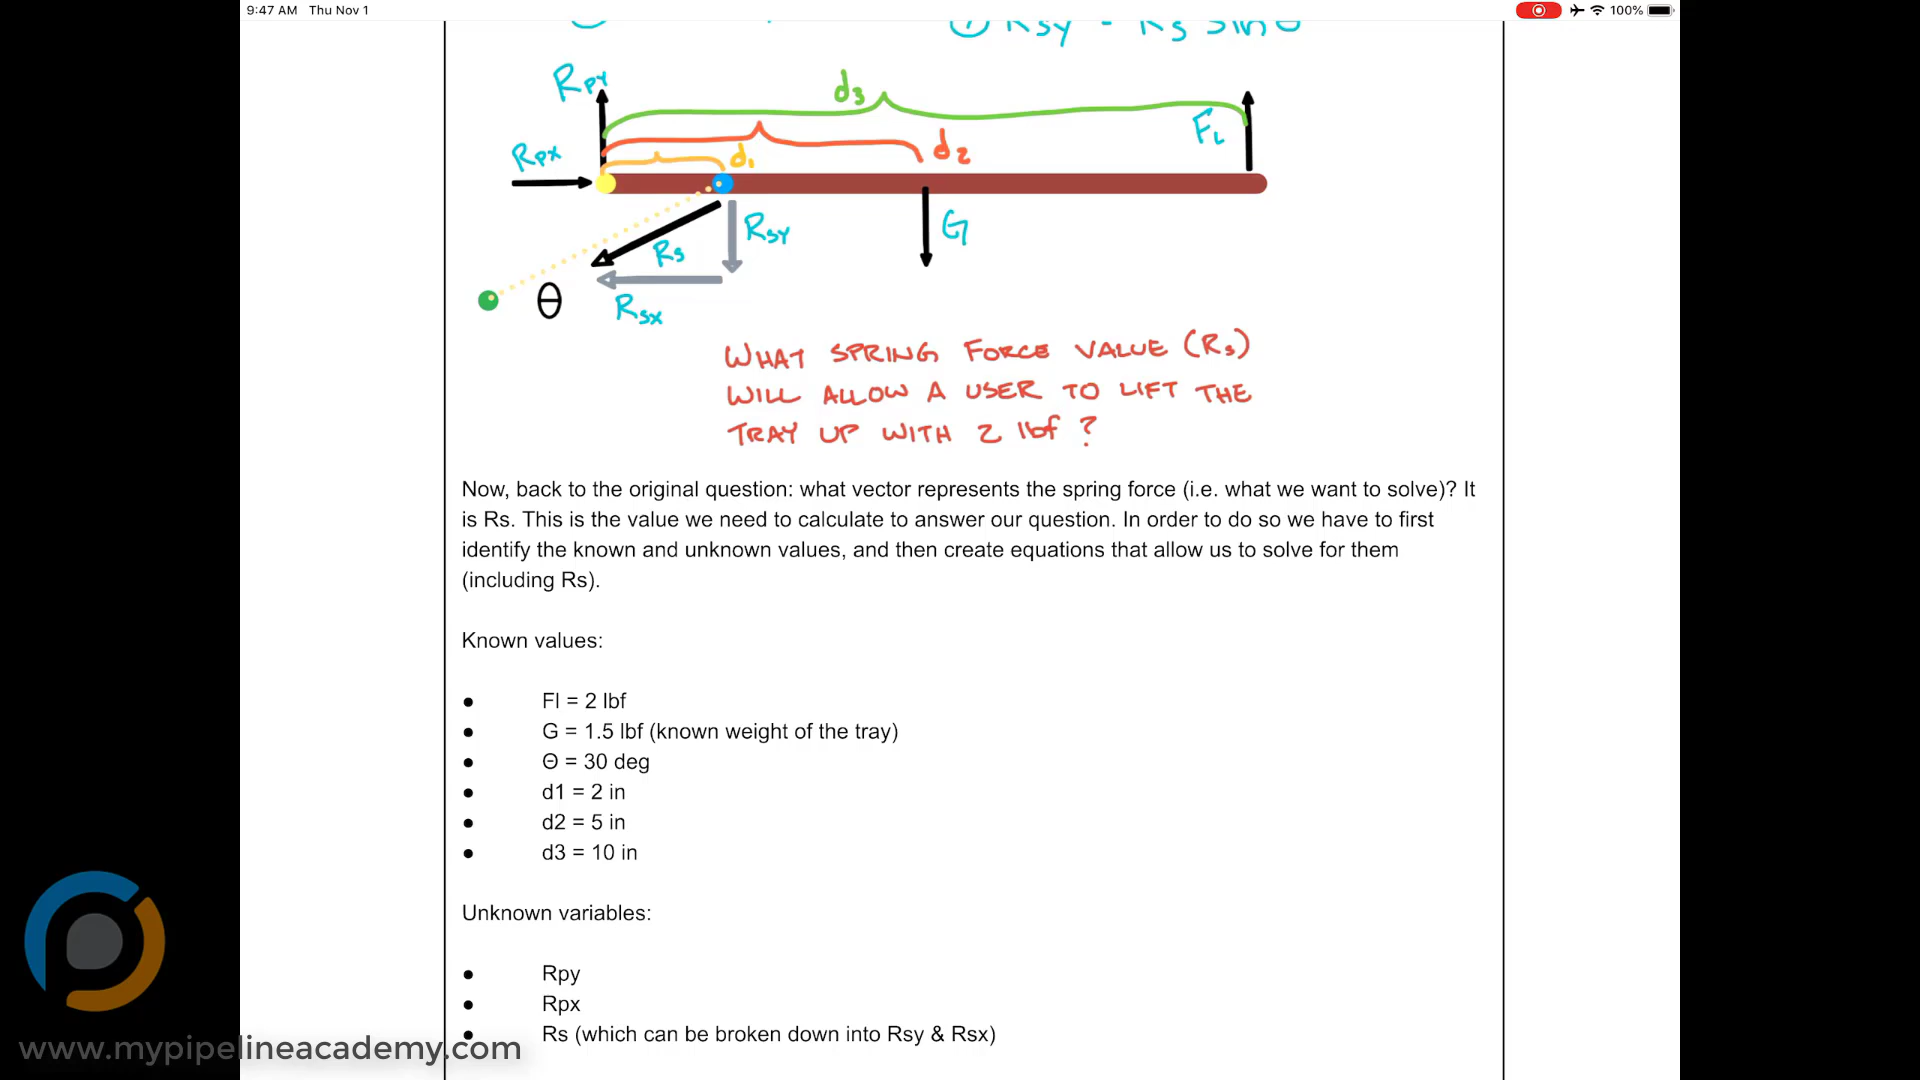 9:47 AM Thu Nov 1
100%
Rsy = Rs sin θ
RPY
d3
FL
RPX
d1
d2
RSY
G
Rs
θ
RSX
WHAT SPRING FORCE VALUE (Rs)
WILL ALLOW A USER TO LIFT THE
TRAY UP WITH 2 lbf ?
Now, back to the original question: what vector represents the spring force (i.e. what we want to solve)? It
is Rs. This is the value we need to calculate to answer our question. In order to do so we have to first
identify the known and unknown values, and then create equations that allow us to solve for them
(including Rs).
Known values:
● Fl = 2 lbf
● G = 1.5 lbf (known weight of the tray)
● Θ = 30 deg
● d1 = 2 in
● d2 = 5 in
● d3 = 10 in
Unknown variables:
● Rpy
● Rpx
● Rs (which can be broken down into Rsy & Rsx)
www.mypipelineacademy.com